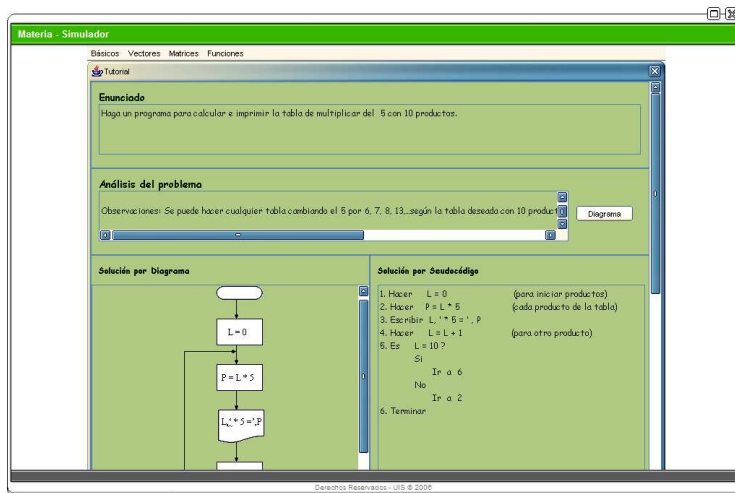 Materia - Simulador
Básicos Vectores Matrices Funciones
Tutorial
Enunciado
Haga un programa para calcular e imprimir la tabla de multiplicar del 5 con 10 productos.
Análisis del problema
Observaciones: Se puede hacer cualquier tabla cambiando el 5 por 6, 7, 8, 13,..según la tabla deseada con 10 product
Diagrama
Solución por Diagrama
L = 0
P = L * 5
L,' * 5 =',P
Solución por Seudocódigo
1. Hacer L = 0 (para iniciar productos)
2. Hacer P = L * 5 (cada producto de la tabla)
3. Escribir L, ' * 5 = ' , P
4. Hacer L = L + 1 (para otro producto)
5. Es L = 10 ?
Si
Ir a 6
No
Ir a 2
6. Terminar
Derechos Reservados - UIS © 2006